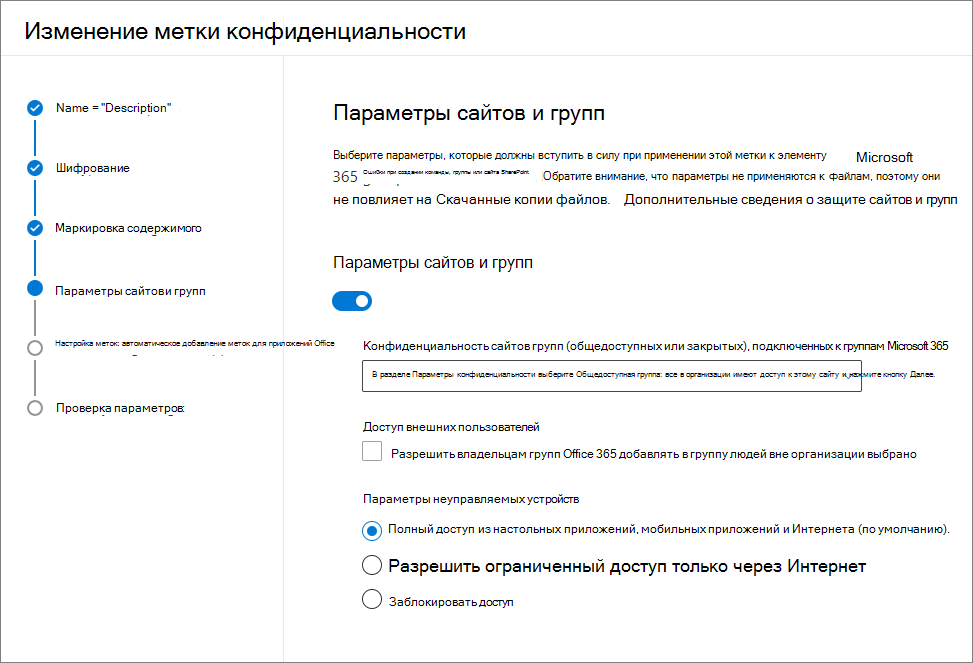 Изменение метки конфиденциальности
Name = "Description"
Шифрование
Маркировка содержимого
Параметры сайтови групп
Настройка меток: автоматическое добавление меток для приложений Office
Проверка параметров:
Параметры сайтов и групп
Выберите параметры, которые должны вступить в силу при применении этой метки к элементу Microsoft
365 Ошибки при создании команды, группы или сайта SharePoint Обратите внимание, что параметры не применяются к файлам, поэтому они
не повлияет на Скачанные копии файлов. Дополнительные сведения о защите сайтов и групп
Параметры сайтов и групп
Конфиденциальность сайтов групп (общедоступных или закрытых), подключенных к группам Microsoft 365
В разделе Параметры конфиденциальности выберите Общедоступная группа: все в организации имеют доступ к этому сайту и нажмите кнопку Далее.
Доступ внешних пользователей
Разрешить владельцам групп Office 365 добавлять в группу людей вне организации выбрано
Параметры неуправляемых устройств
Полный доступ из настольных приложений, мобильных приложений и Интернета (по умолчанию).
Разрешить ограниченный доступ только через Интернет
Заблокировать доступ